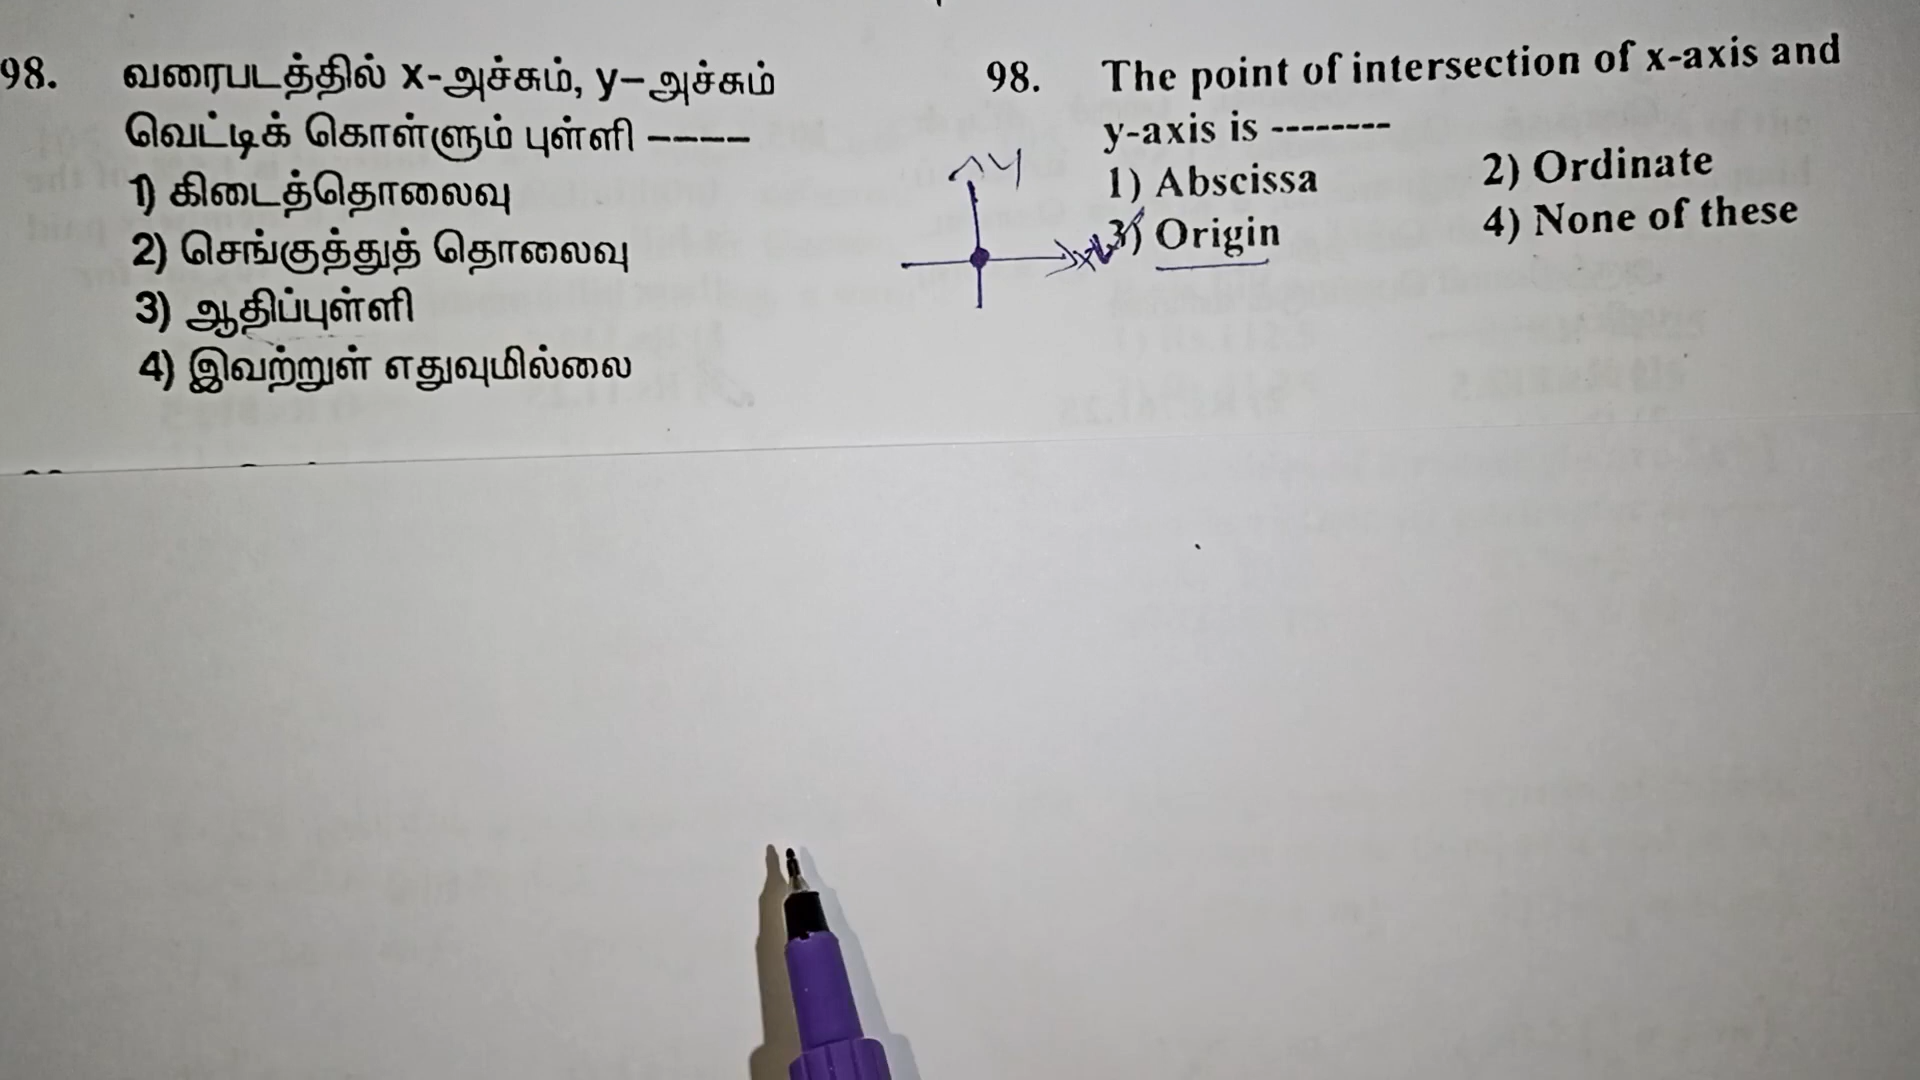 98. வரைபடத்தில் x-அச்சும், y-அச்சும்
வெட்டிக் கொள்ளும் புள்ளி ----
1) கிடைத்தொலைவு
2) செங்குத்துத் தொலைவு
3) ஆதிப்புள்ளி
4) இவற்றுள் எதுவுமில்லை
98. The point of intersection of x-axis and
y-axis is --------
1) Abscissa 2) Ordinate
3) Origin 4) None of these
Y
x